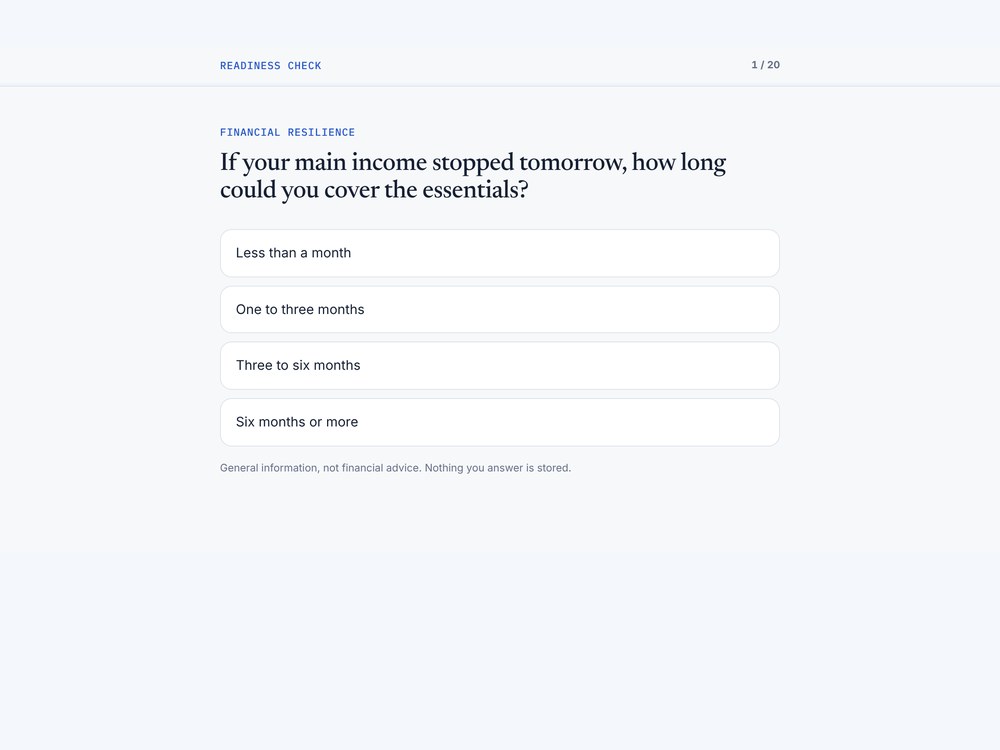 READINESS CHECK
1 / 20
FINANCIAL RESILIENCE
If your main income stopped tomorrow, how long
could you cover the essentials?
Less than a month
One to three months
Three to six months
Six months or more
General information, not financial advice. Nothing you answer is stored.